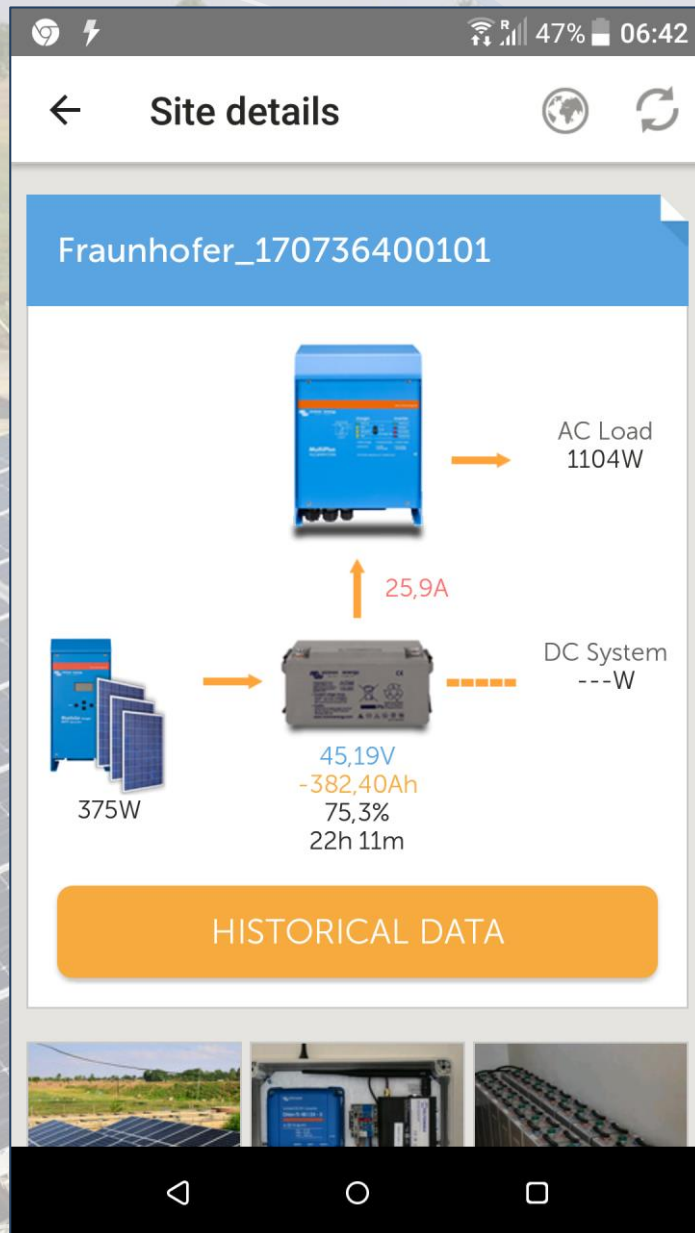 R 47% 06:42
Site details
Fraunhofer_170736400101
AC Load
1104W
25,9A
DC System
---W
375W
45,19V
-382,40Ah
75,3%
22h 11m
HISTORICAL DATA